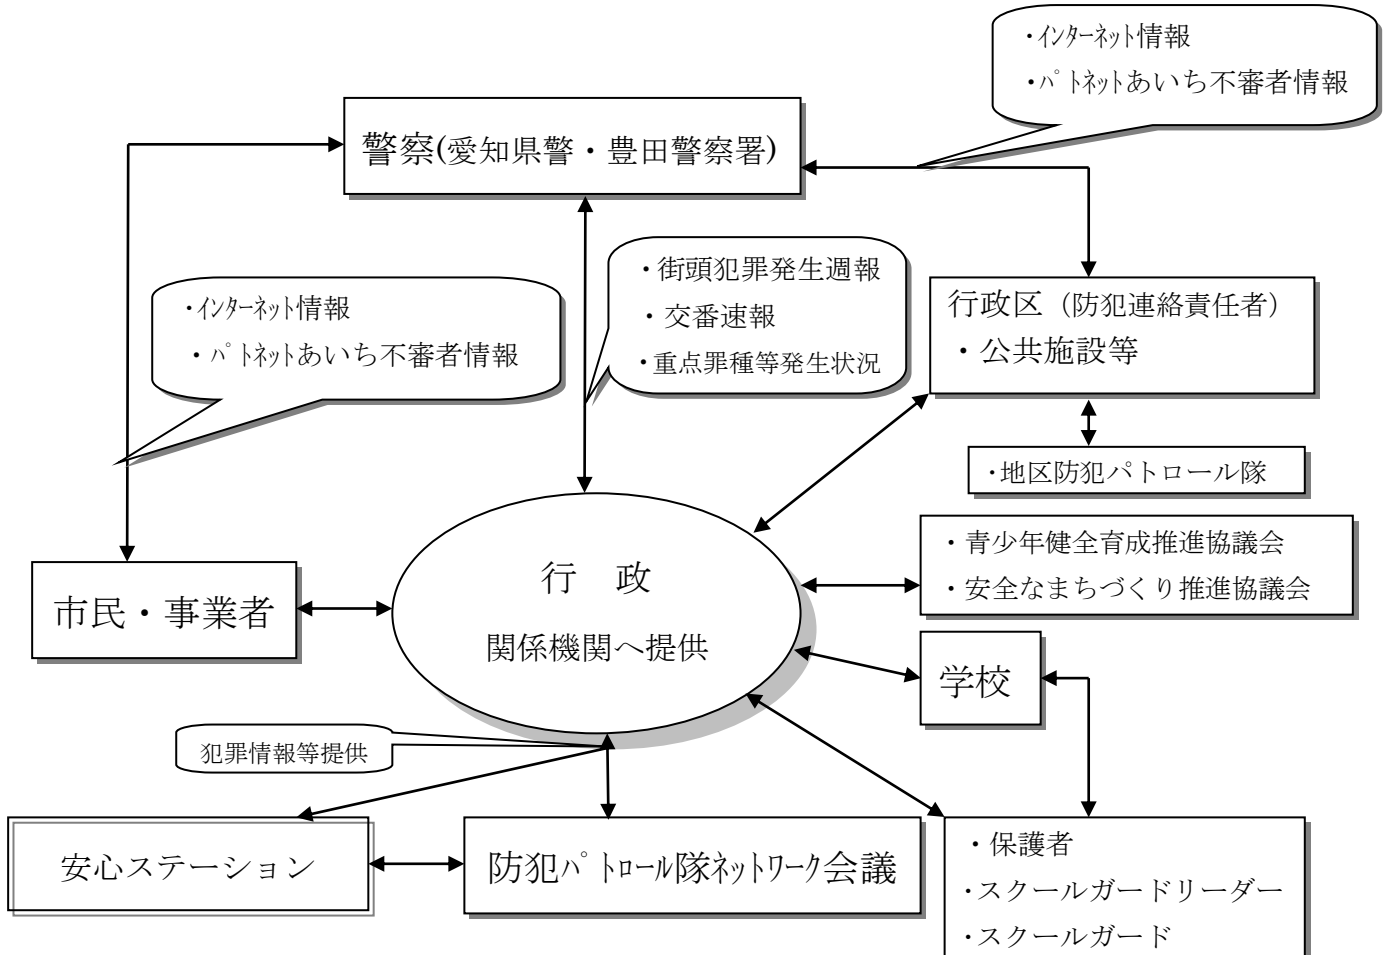 ・ｲﾝﾀｰﾈｯﾄ情報
・ﾊﾟﾄﾈｯﾄあいち不審者情報
警察(愛知県警・豊田警察署)
・街頭犯罪発生週報
・交番速報
・重点罪種等発生状況
・ｲﾝﾀｰﾈｯﾄ情報
・ﾊﾟﾄﾈｯﾄあいち不審者情報
行政区（防犯連絡責任者）
・公共施設等
・地区防犯パトロール隊
・青少年健全育成推進協議会
・安全なまちづくり推進協議会
行　政
関係機関へ提供
市民・事業者
学校
犯罪情報等提供
安心ステーション
防犯ﾊﾟﾄﾛｰﾙ隊ﾈｯﾄﾜｰｸ会議
・保護者
・スクールガードリーダー
・スクールガード